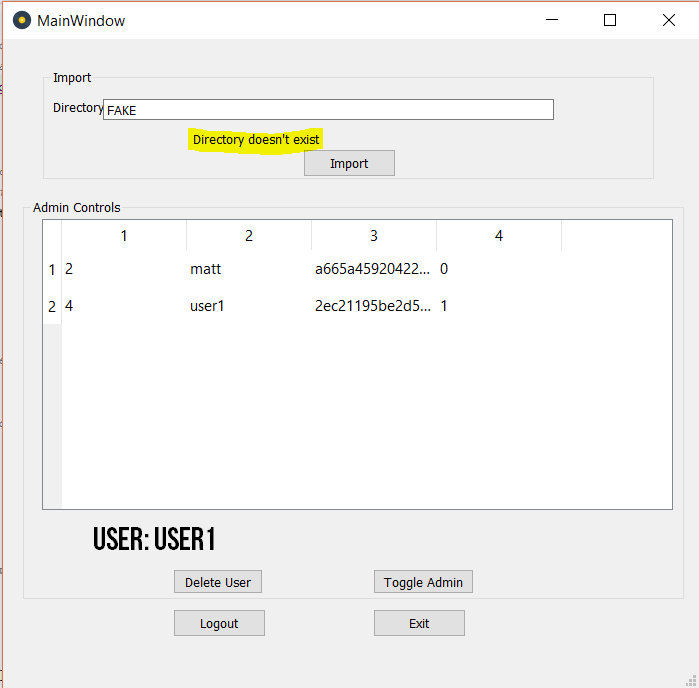 MainWindow
Import
Directory FAKE
Directory doesn't exist
Import
Admin Controls
1 2 3 4
1 2 matt a665a45920422... 0
2 4 user1 2ec21195be2d5... 1
USER: USER1
Delete User Toggle Admin
Logout Exit